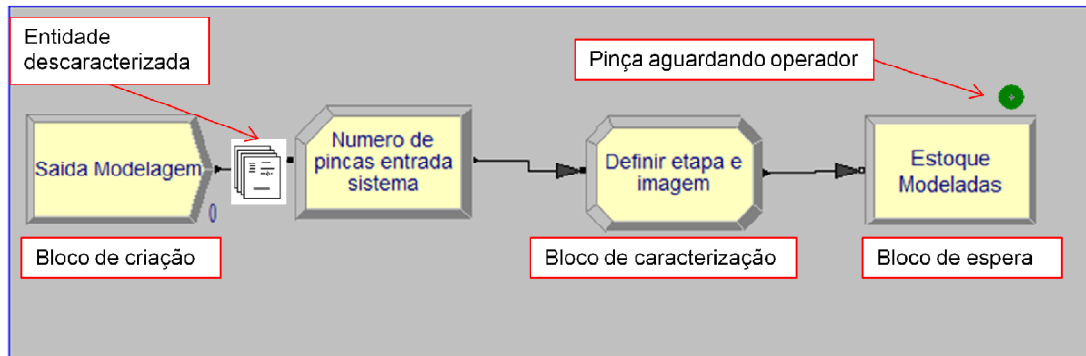 Entidade
descaracterizada
Pinça aguardando operador
Saida Modelagem
0
Numero de
pincas entrada
sistema
Definir etapa e
imagem
Estoque
Modeladas
Bloco de criação
Bloco de caracterização
Bloco de espera